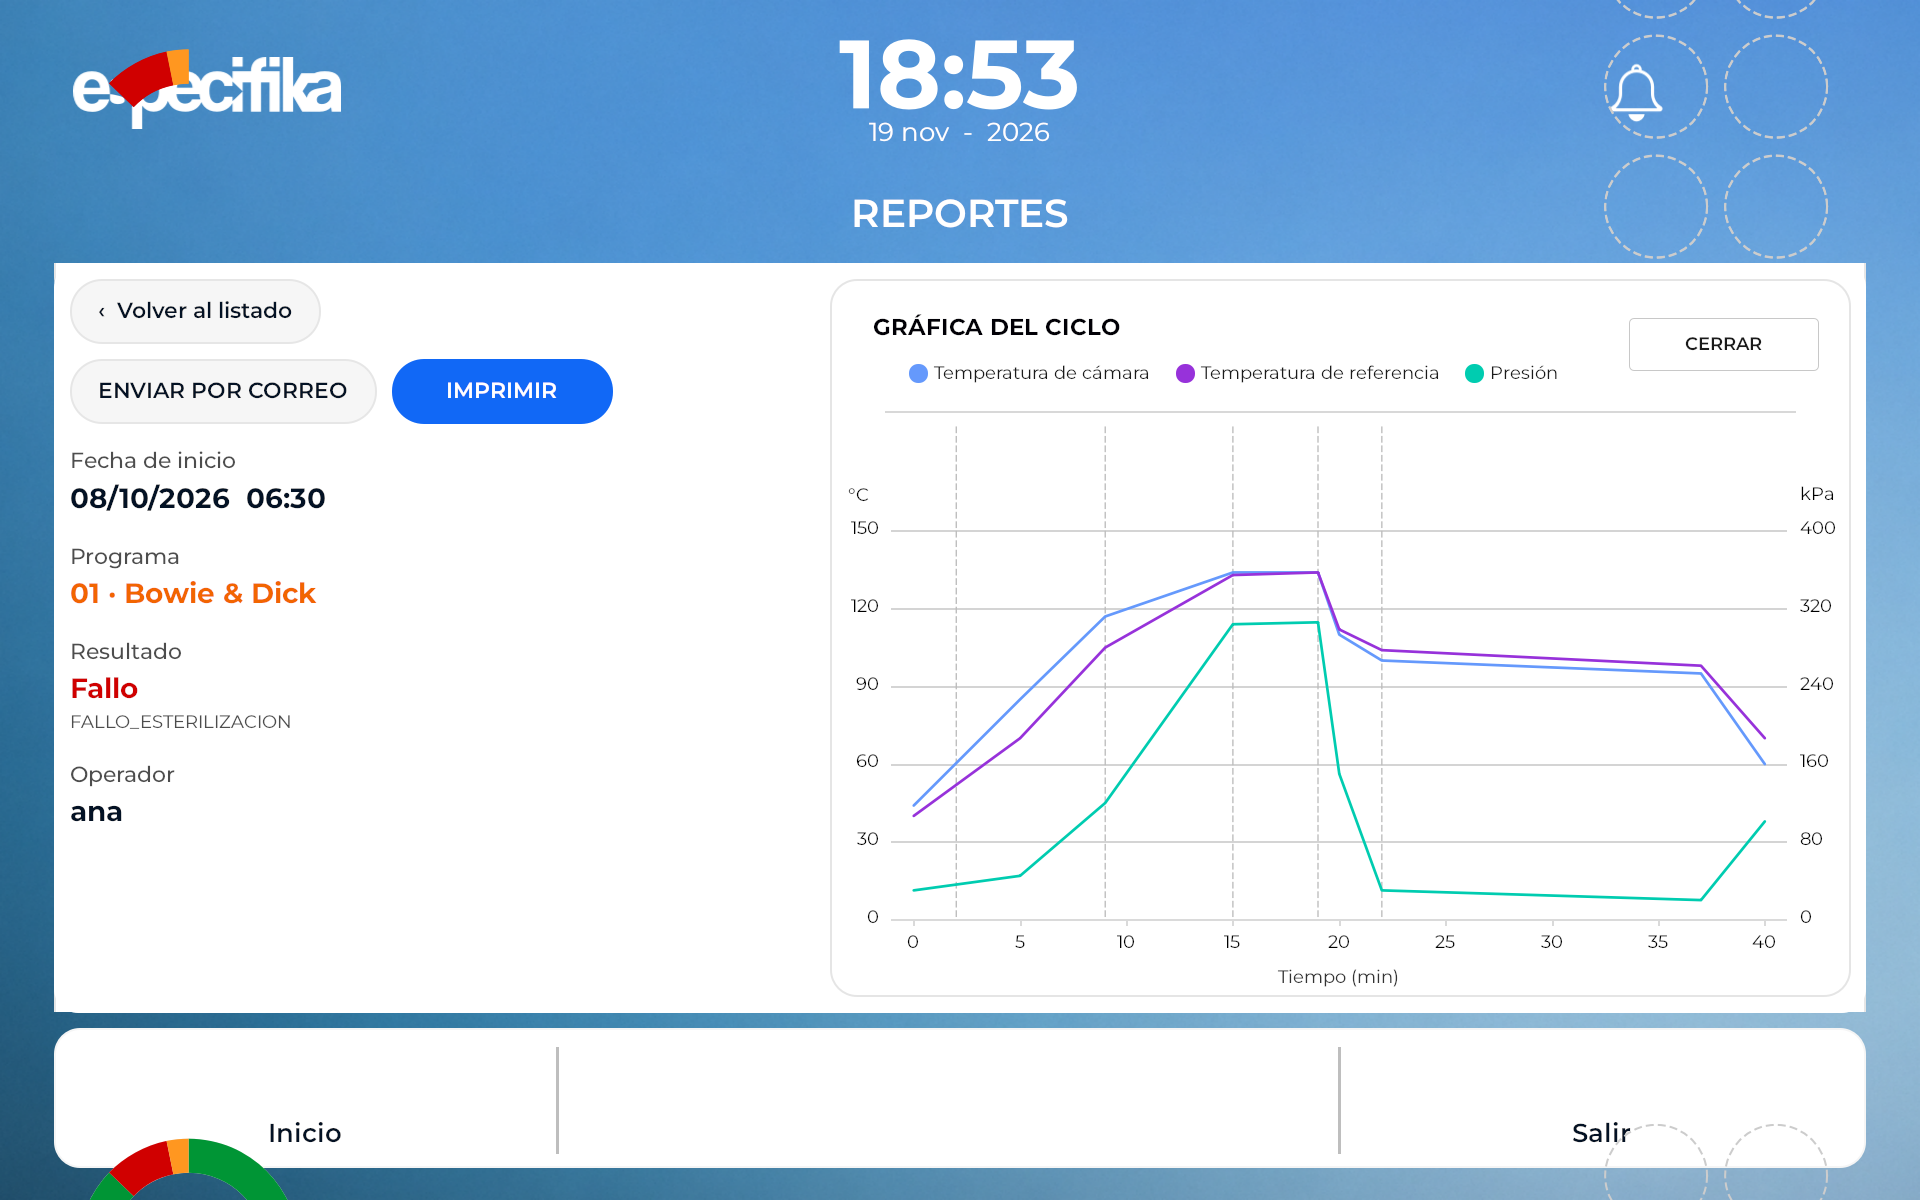 18:53
19 nov - 2026
REPORTES
‹ Volver al listado
ENVIAR POR CORREO
IMPRIMIR
Fecha de inicio
08/10/2026 06:30
Programa
01 · Bowie & Dick
Resultado
Fallo
FALLO_ESTERILIZACION
Operador
ana
GRÁFICA DEL CICLO
CERRAR
Temperatura de cámara
Temperatura de referencia
Presión
°C
kPa
150
400
120
320
90
240
60
160
30
80
0
0
0 5 10 15 20 25 30 35 40
Tiempo (min)
Inicio
Salir